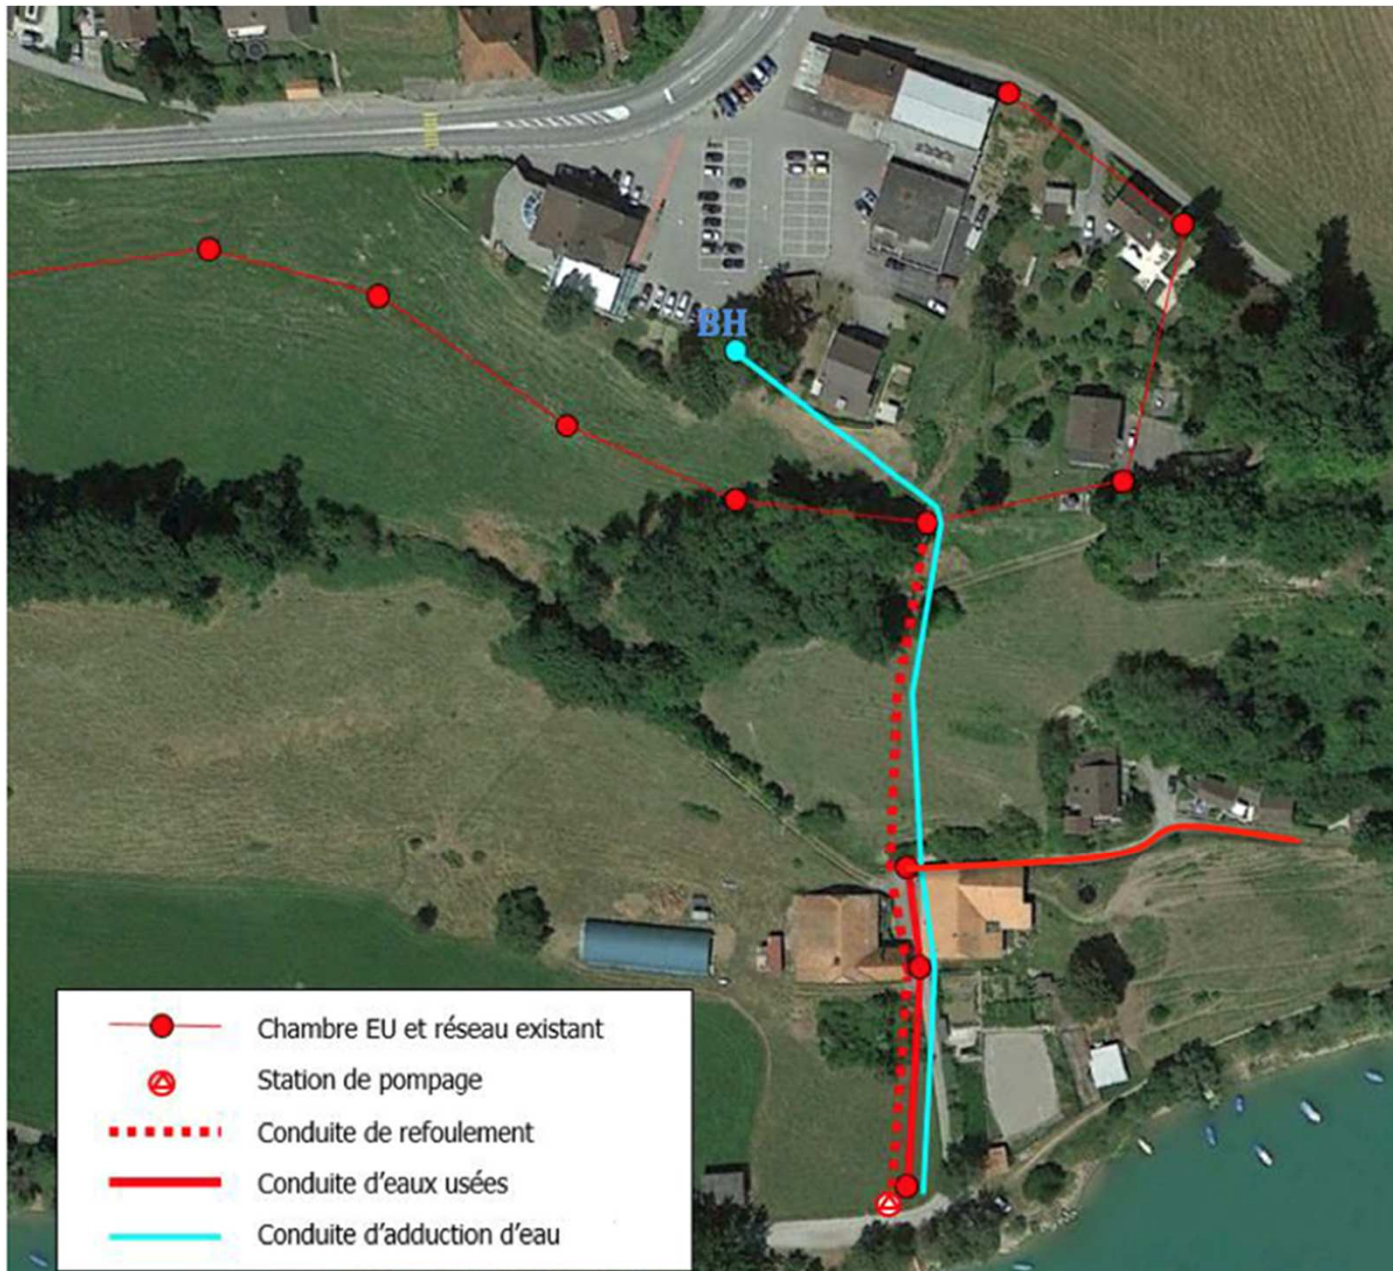 BH
Chambre EU et réseau existant
Station de pompage
Conduite de refoulement
Conduite d'eaux usées
Conduite d'adduction d'eau